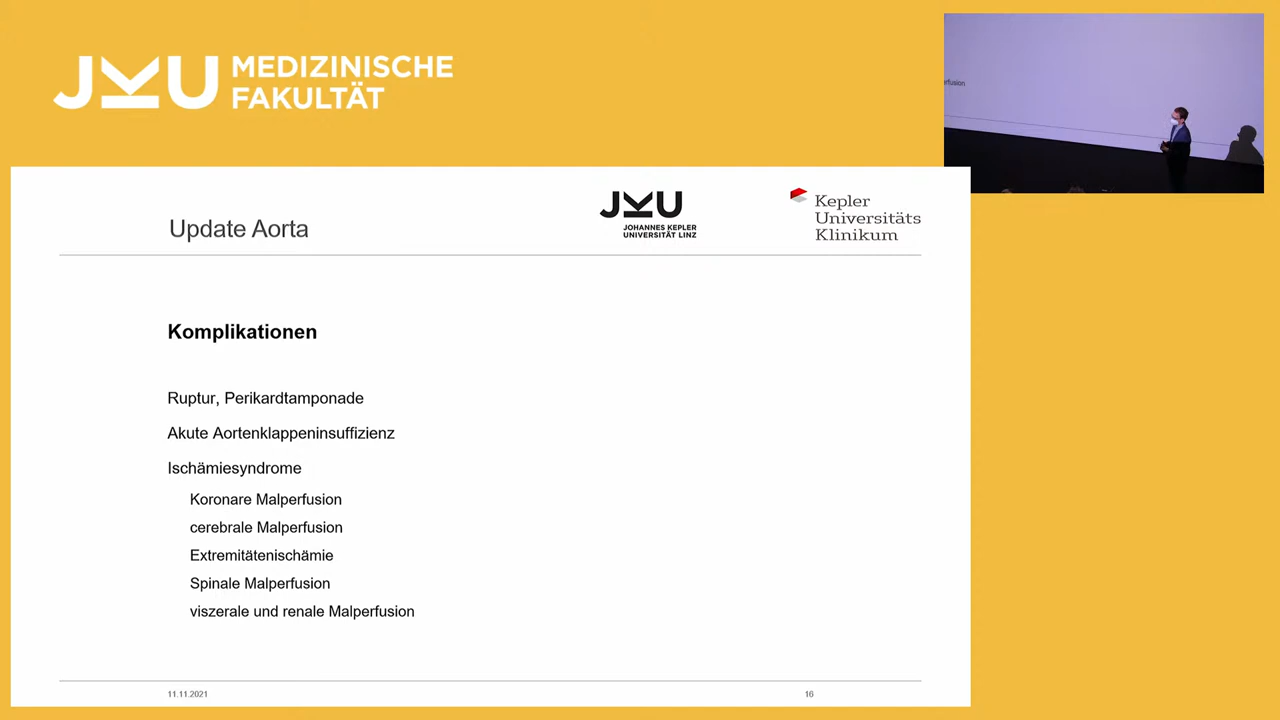 JKU MEDIZINISCHE
FAKULTÄT
Update Aorta
JKU
JOHANNES KEPLER
UNIVERSITÄT LINZ
Kepler
Universitäts
Klinikum
Komplikationen
Ruptur, Perikardtamponade
Akute Aortenklappeninsuffizienz
Ischämiesyndrome
Koronare Malperfusion
cerebrale Malperfusion
Extremitätenischämie
Spinale Malperfusion
viszerale und renale Malperfusion
11.11.2021
16